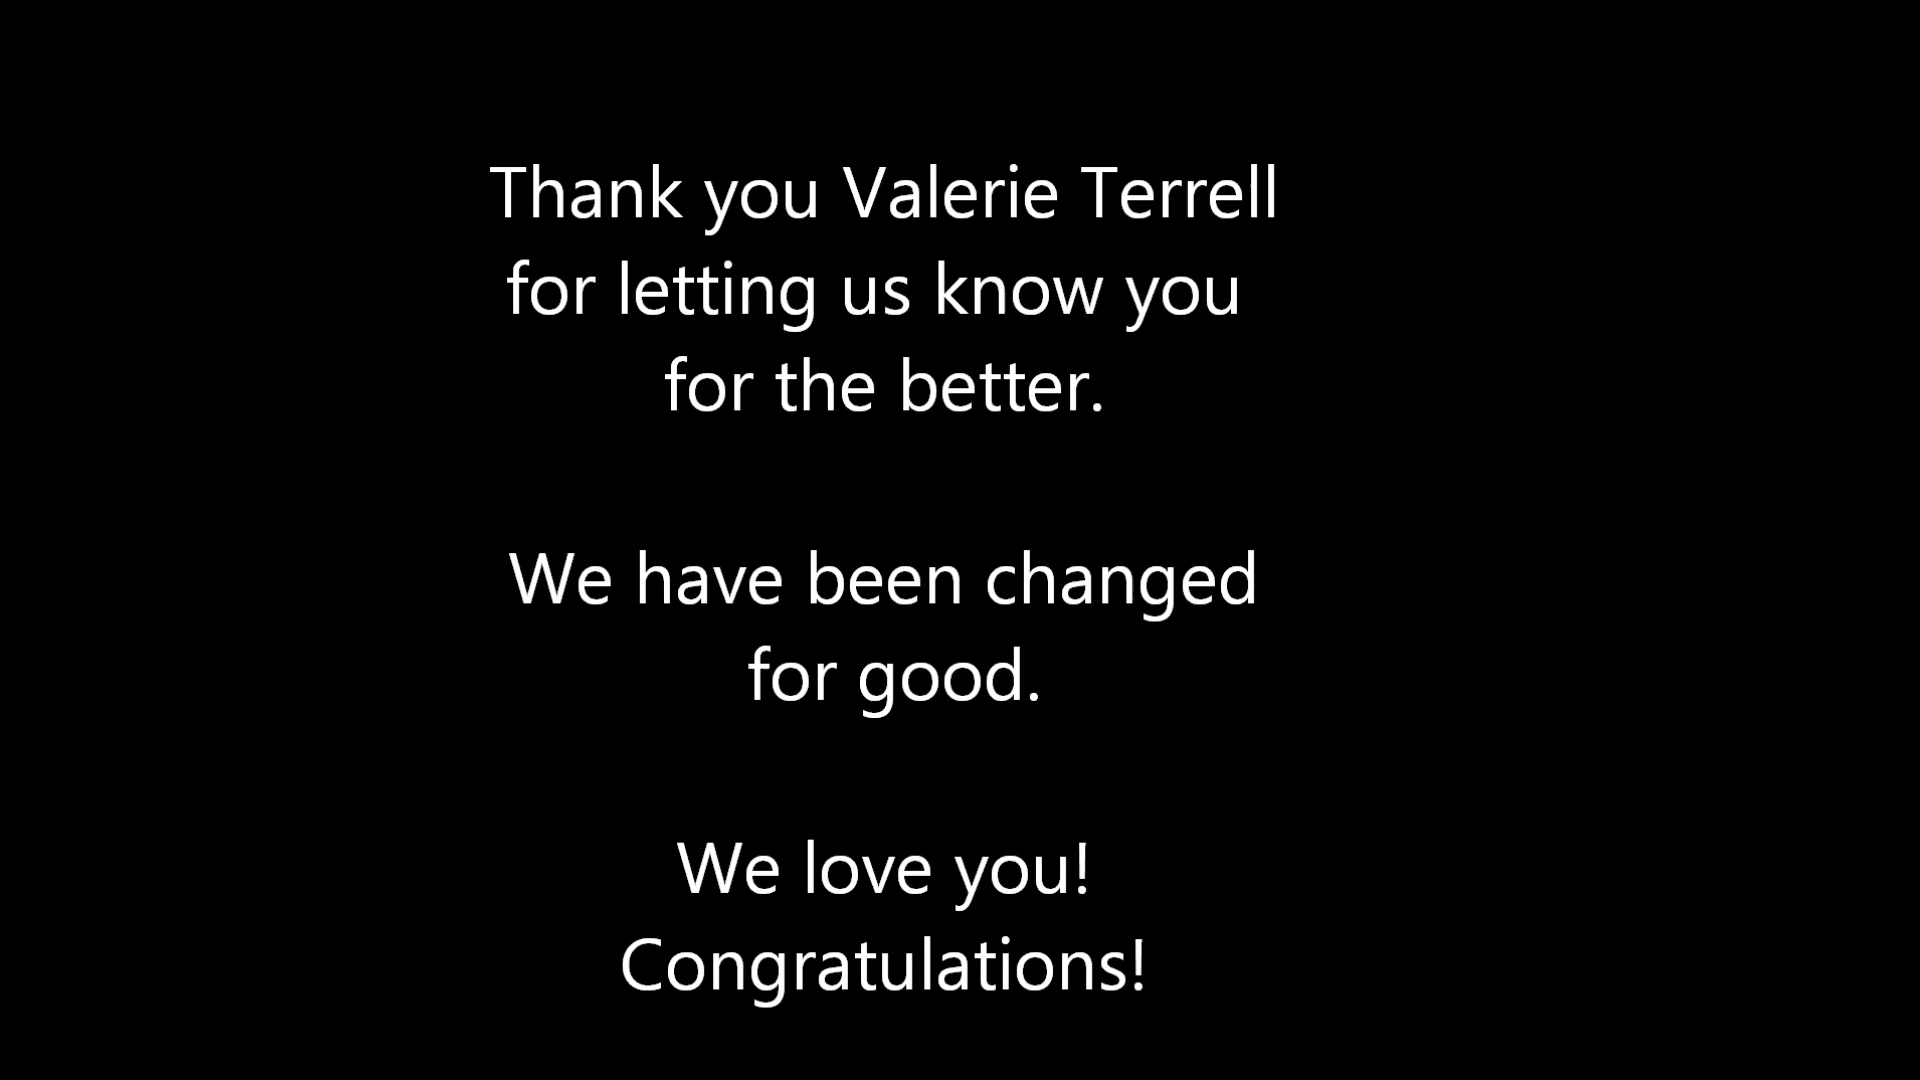 Thank you Valerie Terrell
for letting us know you
for the better.
We have been changed
for good.
We love you!
Congratulations!